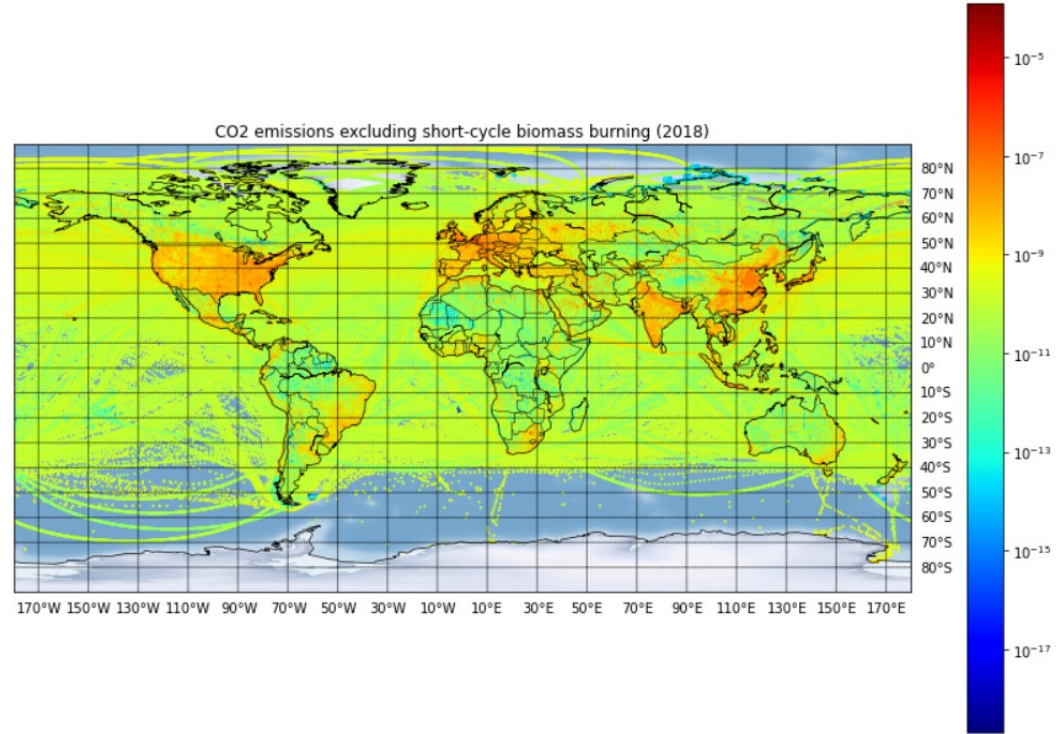 CO2 emissions excluding short-cycle biomass burning (2018)
80°N
70°N
60°N
50°N
40°N
30°N
20°N
10°N
0°
10°S
20°S
30°S
40°S
50°S
60°S
70°S
80°S
170°W 150°W 130°W 110°W 90°W 70°W 50°W 30°W 10°W 10°E 30°E 50°E 70°E 90°E 110°E 130°E 150°E 170°E
10⁻⁵
10⁻⁷
10⁻⁹
10⁻¹¹
10⁻¹³
10⁻¹⁵
10⁻¹⁷